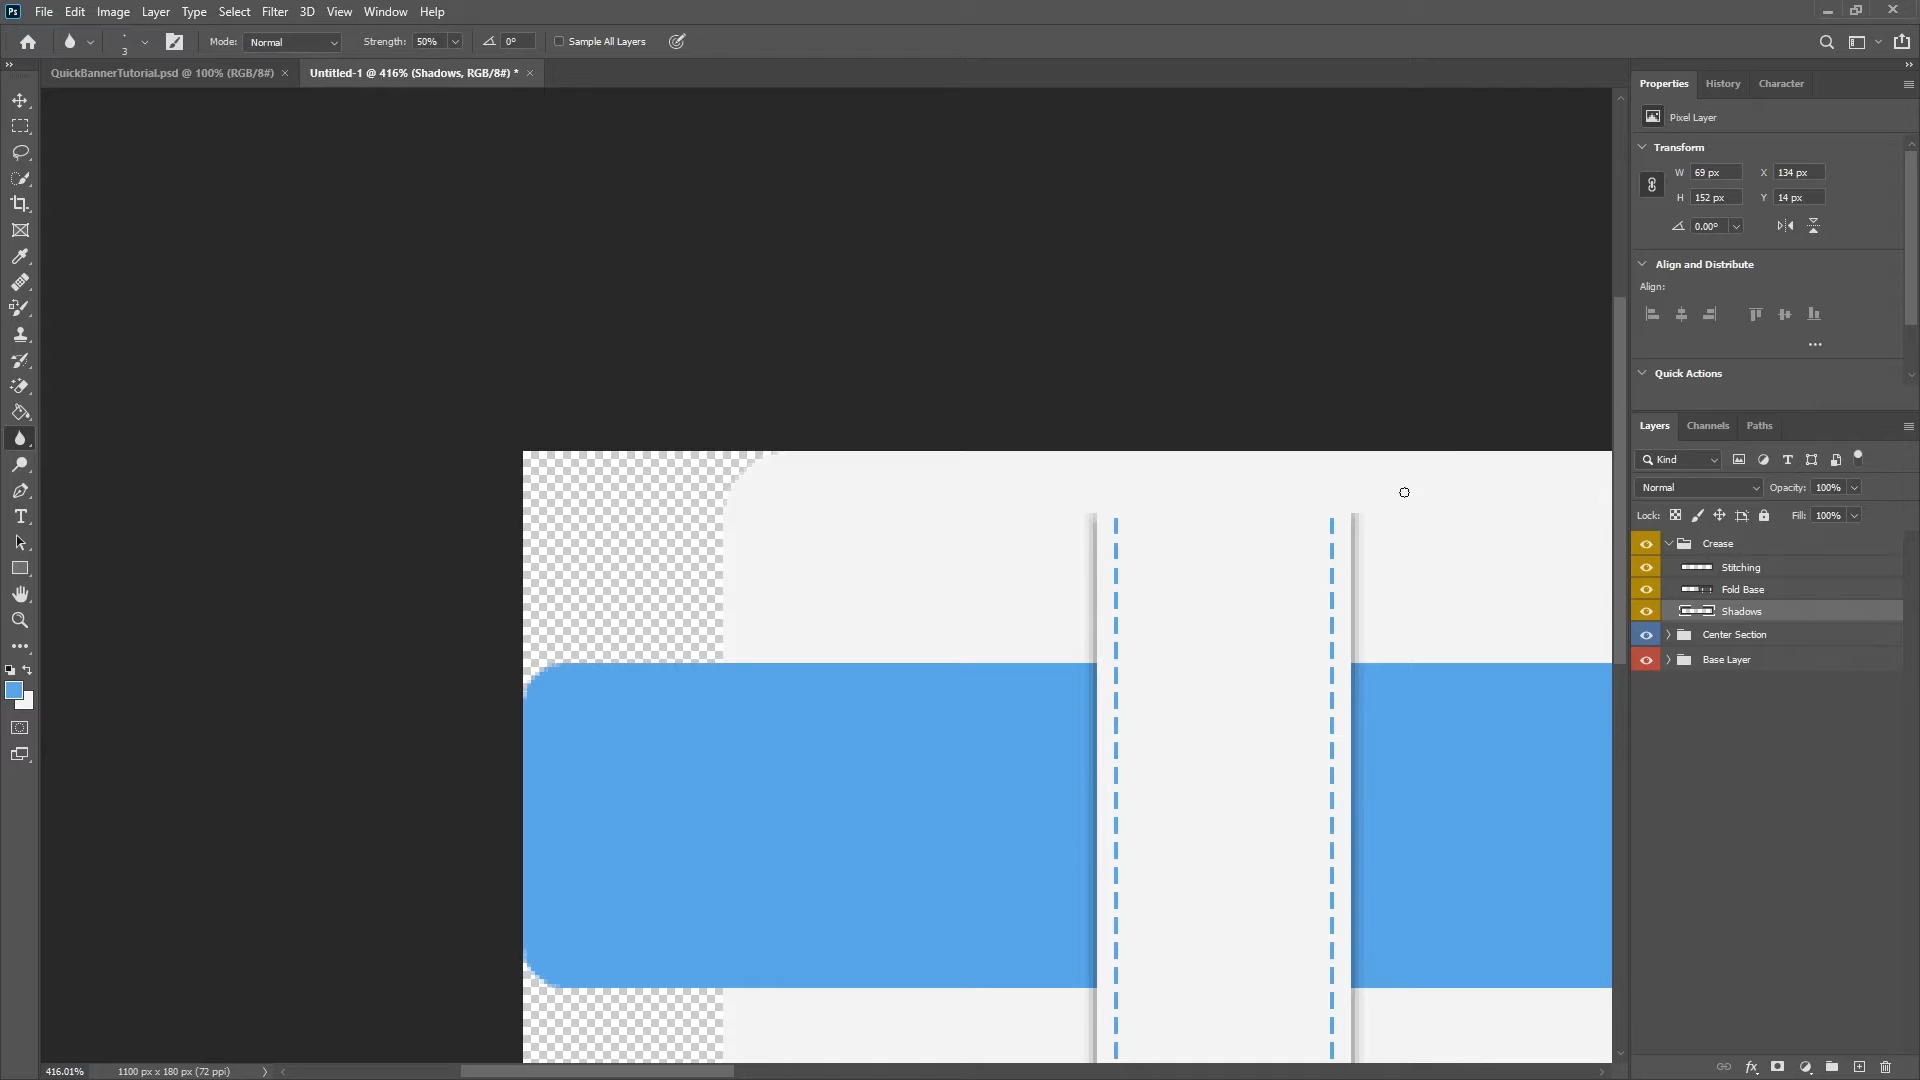 Ps File Edit Image Layer Type Select Filter 3D View Window Help
3 Mode: Normal Strength: 50% 0° Sample All Layers
QuickBannerTutorial.psd @ 100% (RGB/8#) × Untitled-1 @ 416% (Shadows, RGB/8#) * ×
Properties History Character
Pixel Layer
Transform
W 69 px X 134 px
H 152 px Y 14 px
0.00°
Align and Distribute
Align:
Quick Actions
Layers Channels Paths
Kind
Normal Opacity: 100%
Lock: Fill: 100%
Crease
Stitching
Fold Base
Shadows
Center Section
Base Layer
416.01% 1100 px x 180 px (72 ppi)
fx